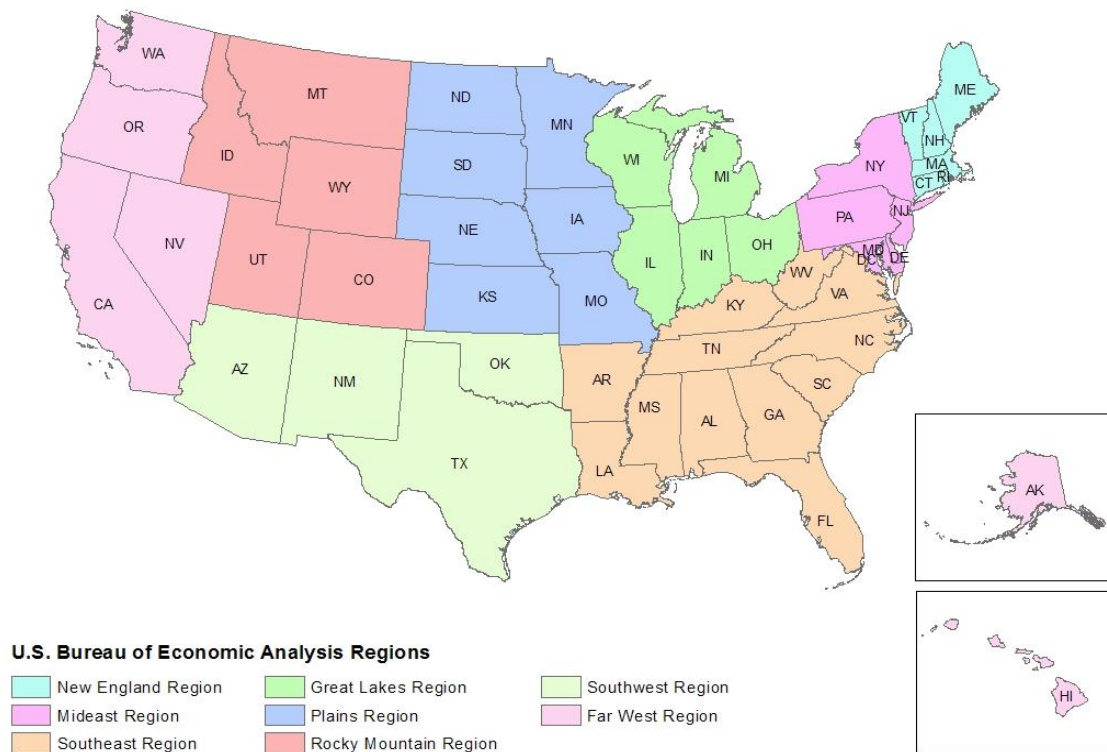 WA
MT
ND
MN
ME
OR
ID
SD
WI
MI
VT
NH
NY
MA
RI
CT
WY
IA
PA
NJ
NV
NE
UT
CO
IL
IN
OH
MD
DC
DE
WV
VA
CA
KS
MO
KY
TN
NC
AZ
NM
OK
AR
SC
MS
AL
GA
TX
LA
FL
AK
HI
U.S. Bureau of Economic Analysis Regions
New England Region
Great Lakes Region
Southwest Region
Mideast Region
Plains Region
Far West Region
Southeast Region
Rocky Mountain Region